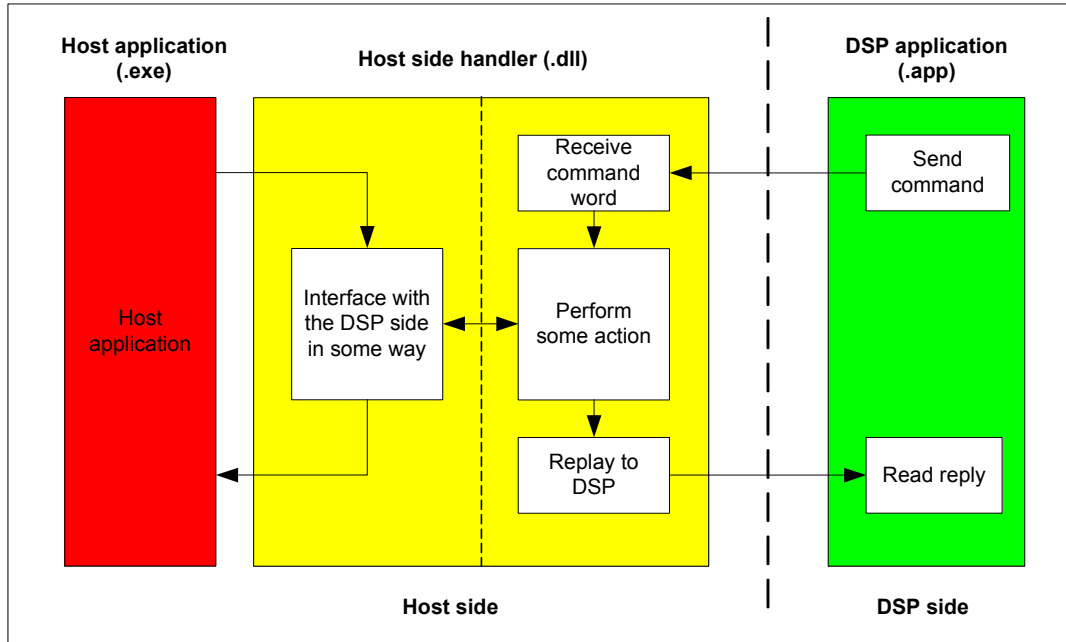 Host application
(.exe)
Host side handler (.dll)
DSP application
(.app)
Receive
command
word
Send
command
Host
application
Interface with
the DSP side
in some way
Perform
some action
Replay to
DSP
Read reply
Host side
DSP side